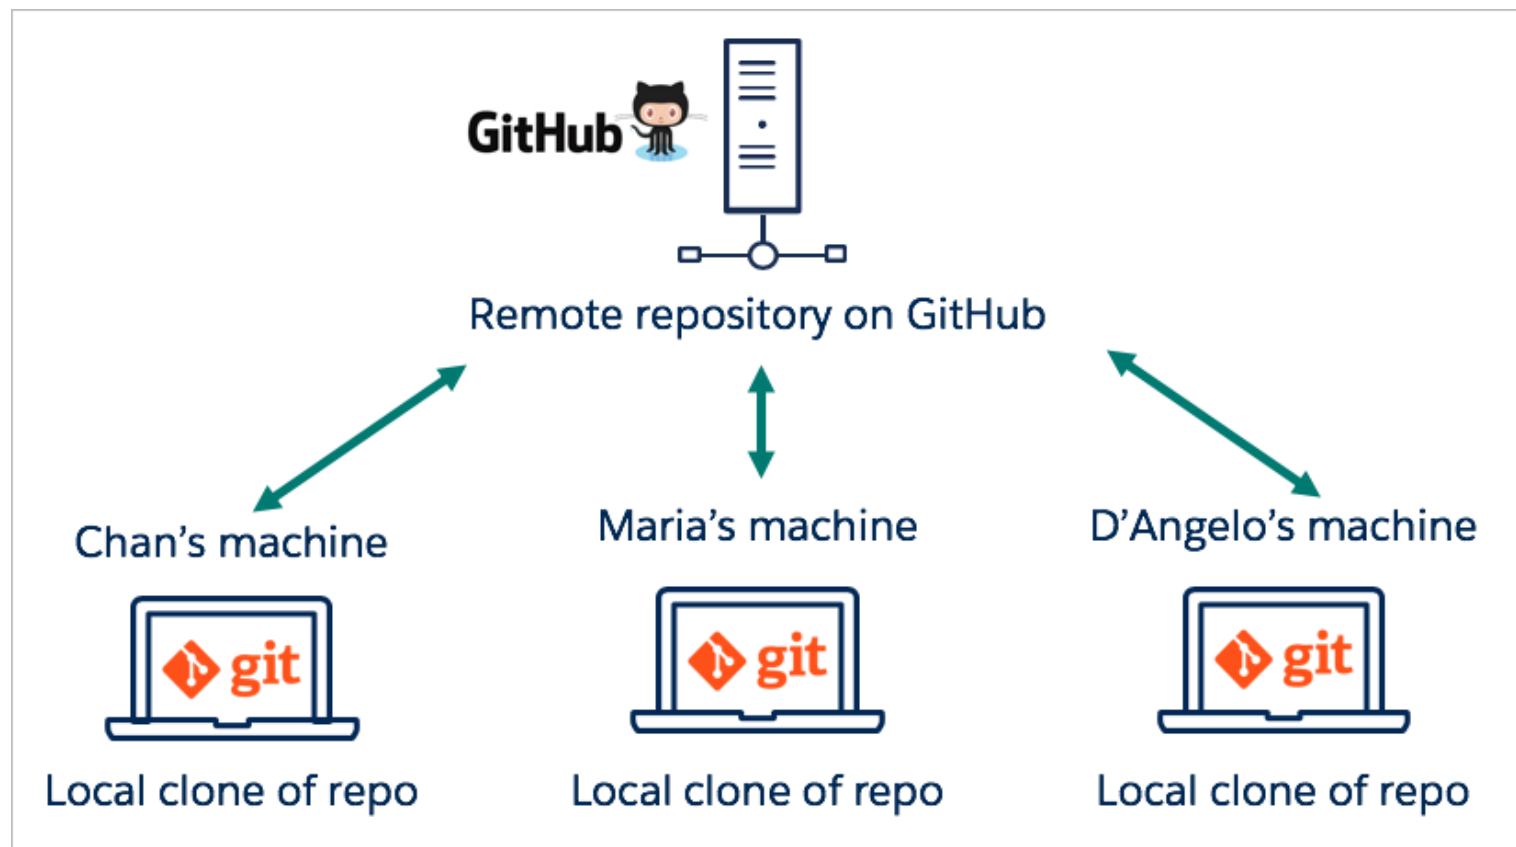 GitHub
Remote repository on GitHub
Chan’s machine
Maria’s machine
D’Angelo’s machine
git
git
git
Local clone of repo
Local clone of repo
Local clone of repo